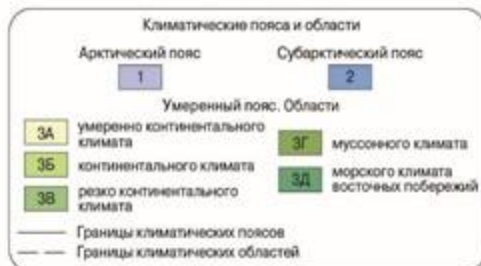 Климатические пояса и области
Арктический пояс
Субарктический пояс
1
2
Умеренный пояс. Области
3А
умеренно континентального
климата
3Б
континентального климата
3В
резко континентального
климата
3Г
муссонного климата
3Д
морского климата
восточных побережий
Границы климатических поясов
Границы климатических областей